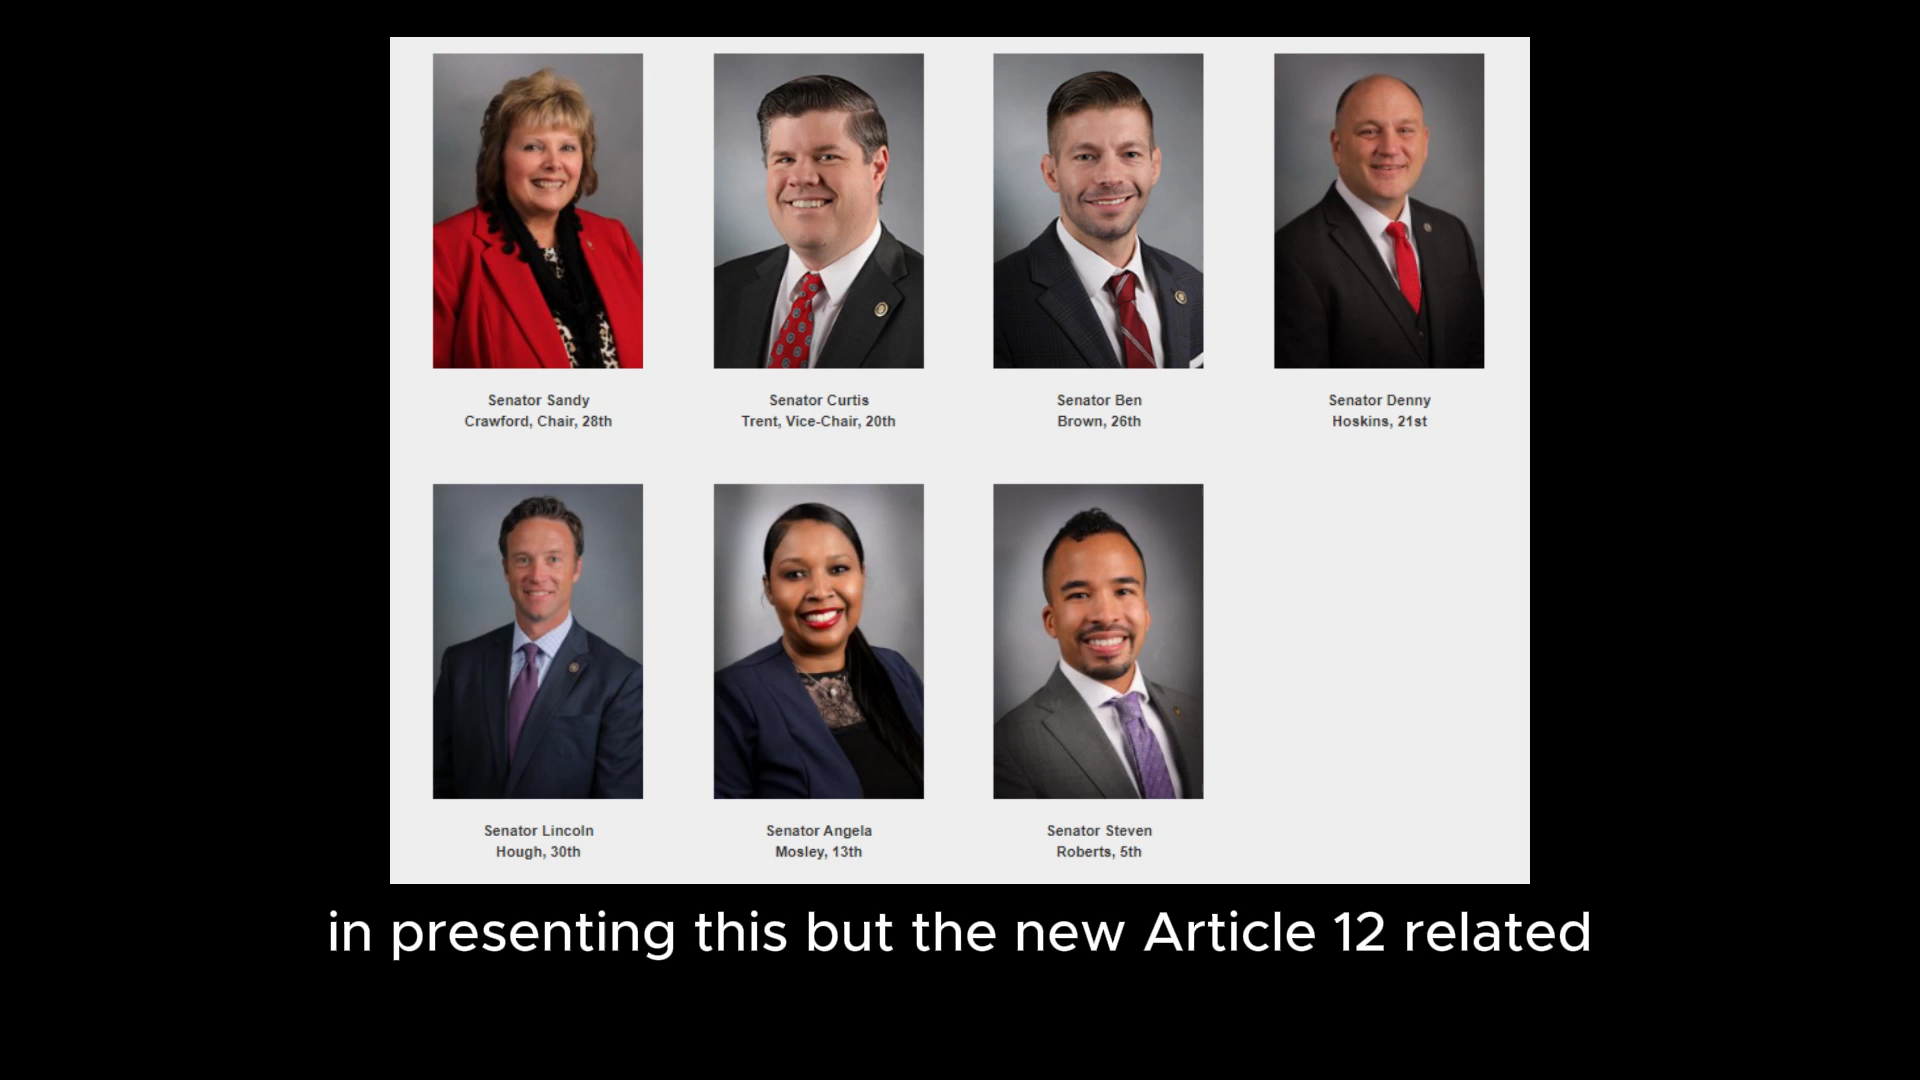 Senator Sandy
Crawford, Chair, 28th
Senator Curtis
Trent, Vice-Chair, 20th
Senator Ben
Brown, 26th
Senator Denny
Hoskins, 21st
Senator Lincoln
Hough, 30th
Senator Angela
Mosley, 13th
Senator Steven
Roberts, 5th
in presenting this but the new Article 12 related